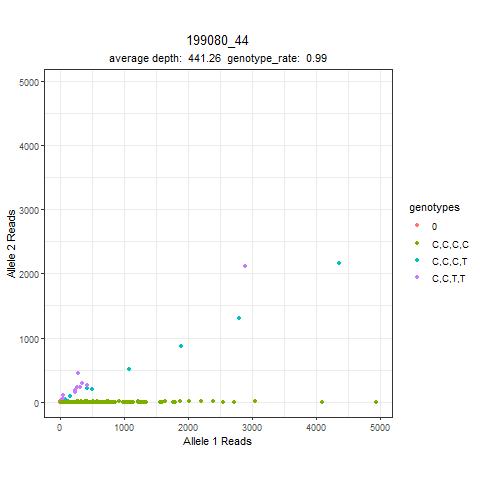 199080_44
average depth:  441.26  genotype_rate:  0.99
5000
4000
3000
2000
1000
0
Allele 2 Reads
0
1000
2000
3000
4000
5000
Allele 1 Reads
genotypes
0
C,C,C,C
C,C,C,T
C,C,T,T